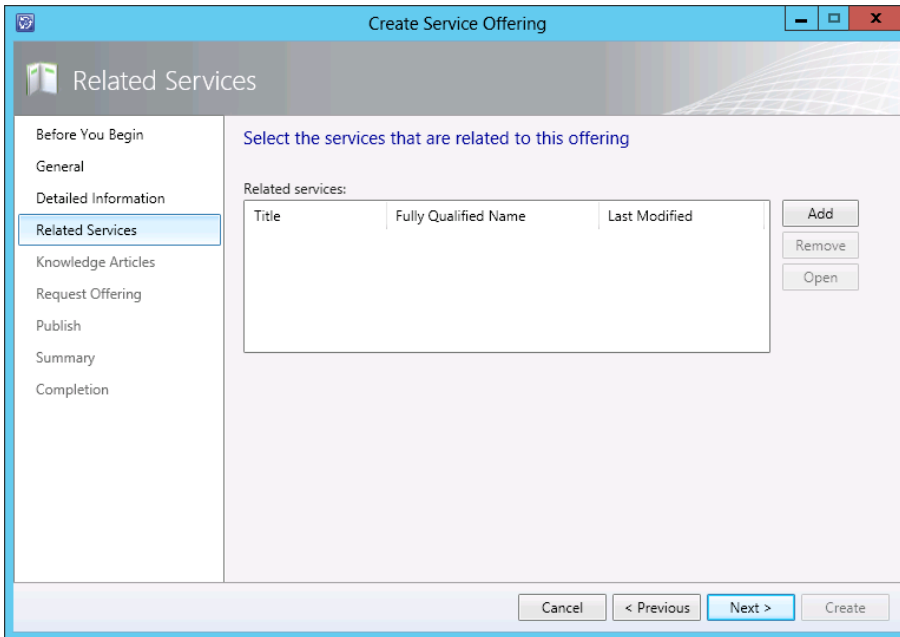 Create Service Offering
Related Services
Before You Begin
General
Detailed Information
Related Services
Knowledge Articles
Request Offering
Publish
Summary
Completion
Select the services that are related to this offering
Related services:
Title Fully Qualified Name Last Modified
Add
Remove
Open
Cancel < Previous Next > Create